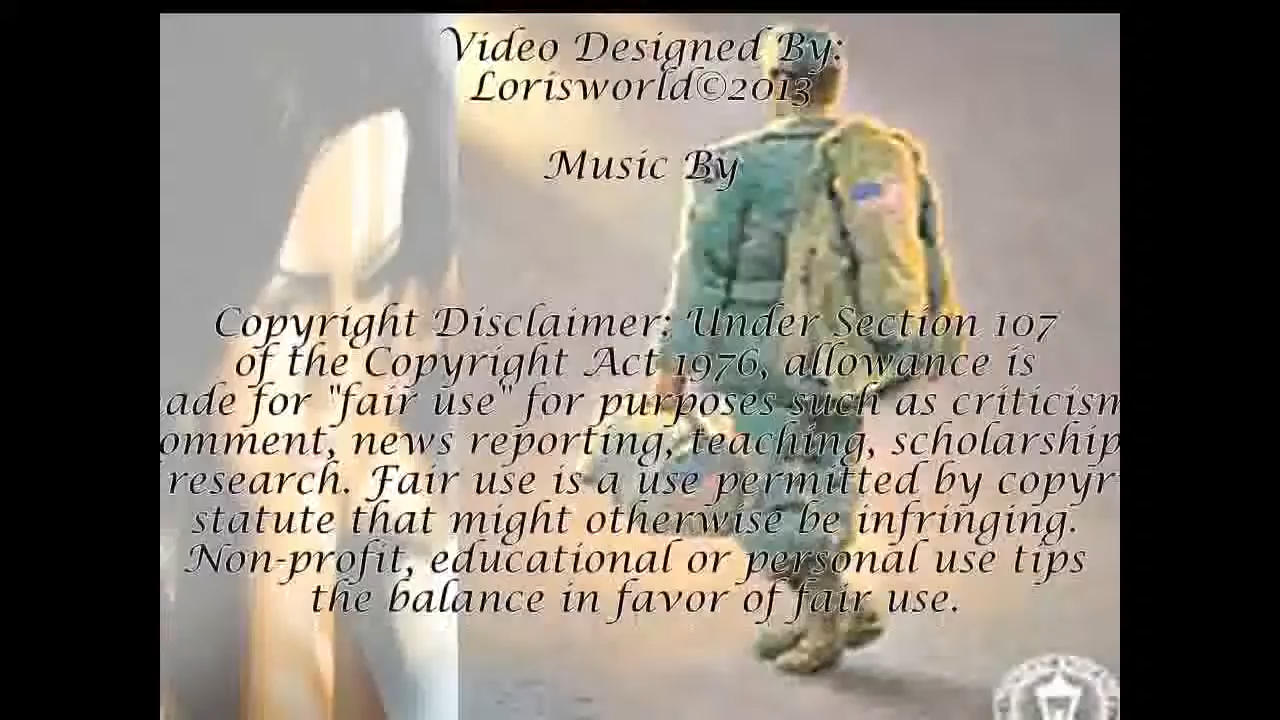 Video Designed By:
Lorisworld©2013
Music By
Copyright Disclaimer: Under Section 107
of the Copyright Act 1976, allowance is
ade for "fair use" for purposes such as criticism
omment, news reporting, teaching, scholarship
research. Fair use is a use permitted by copyr
statute that might otherwise be infringing.
Non-profit, educational or personal use tips
the balance in favor of fair use.